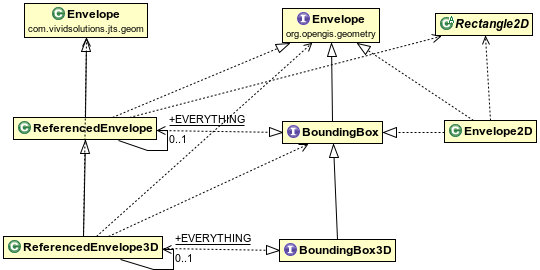 Envelope
com.vividsolutions.jts.geom
Envelope
org.opengis.geometry
Rectangle2D
ReferencedEnvelope
+EVERYTHING
0..1
BoundingBox
Envelope2D
ReferencedEnvelope3D
+EVERYTHING
0..1
BoundingBox3D